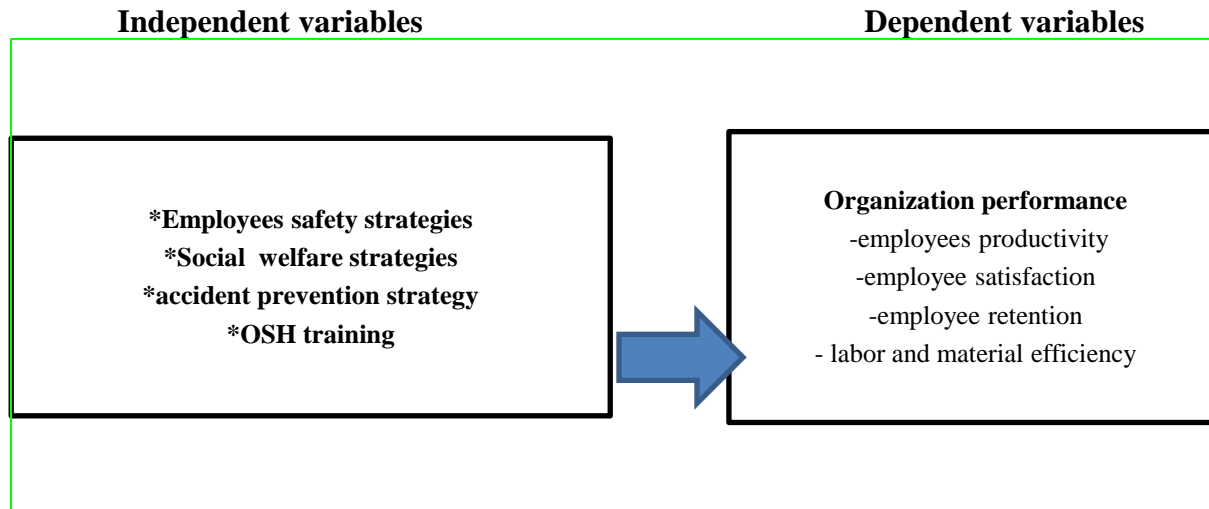 Independent variables
Dependent variables
*Employees safety strategies
*Social  welfare strategies
*accident prevention strategy
*OSH training
Organization performance
-employees productivity
-employee satisfaction
-employee retention
- labor and material efficiency